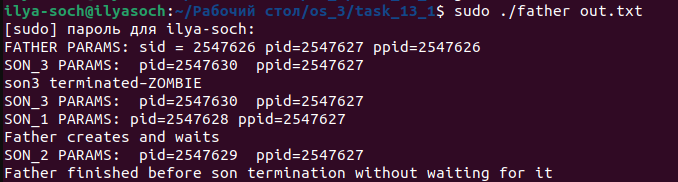 ilya-soch@ilyasoch:~/Рабочий стол/os_3/task_13_1$ sudo ./father out.txt
[sudo] пароль для ilya-soch:
FATHER PARAMS: sid = 2547626 pid=2547627 ppid=2547626
SON_3 PARAMS:  pid=2547630  ppid=2547627
son3 terminated-ZOMBIE
SON_3 PARAMS:  pid=2547630  ppid=2547627
SON_1 PARAMS: pid=2547628 ppid=2547627
Father creates and waits
SON_2 PARAMS:  pid=2547629  ppid=2547627
Father finished before son termination without waiting for it